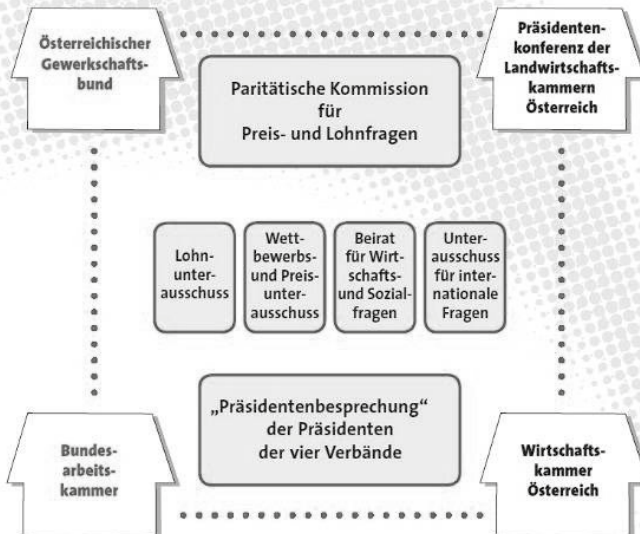 Österreichischer
Gewerkschafts-
bund
Präsidenten-
konferenz der
Landwirtschafts-
kammern
Österreich
Paritätische Kommission
für
Preis- und Lohnfragen
Lohn-
unter-
ausschuss
Wett-
bewerbs-
und Preis-
unter-
ausschuss
Beirat
für Wirt-
schafts-
und Sozial-
fragen
Unter-
ausschuss
für inter-
nationale
Fragen
„Präsidentenbesprechung“
der Präsidenten
der vier Verbände
Bundes-
arbeits-
kammer
Wirtschafts-
kammer
Österreich